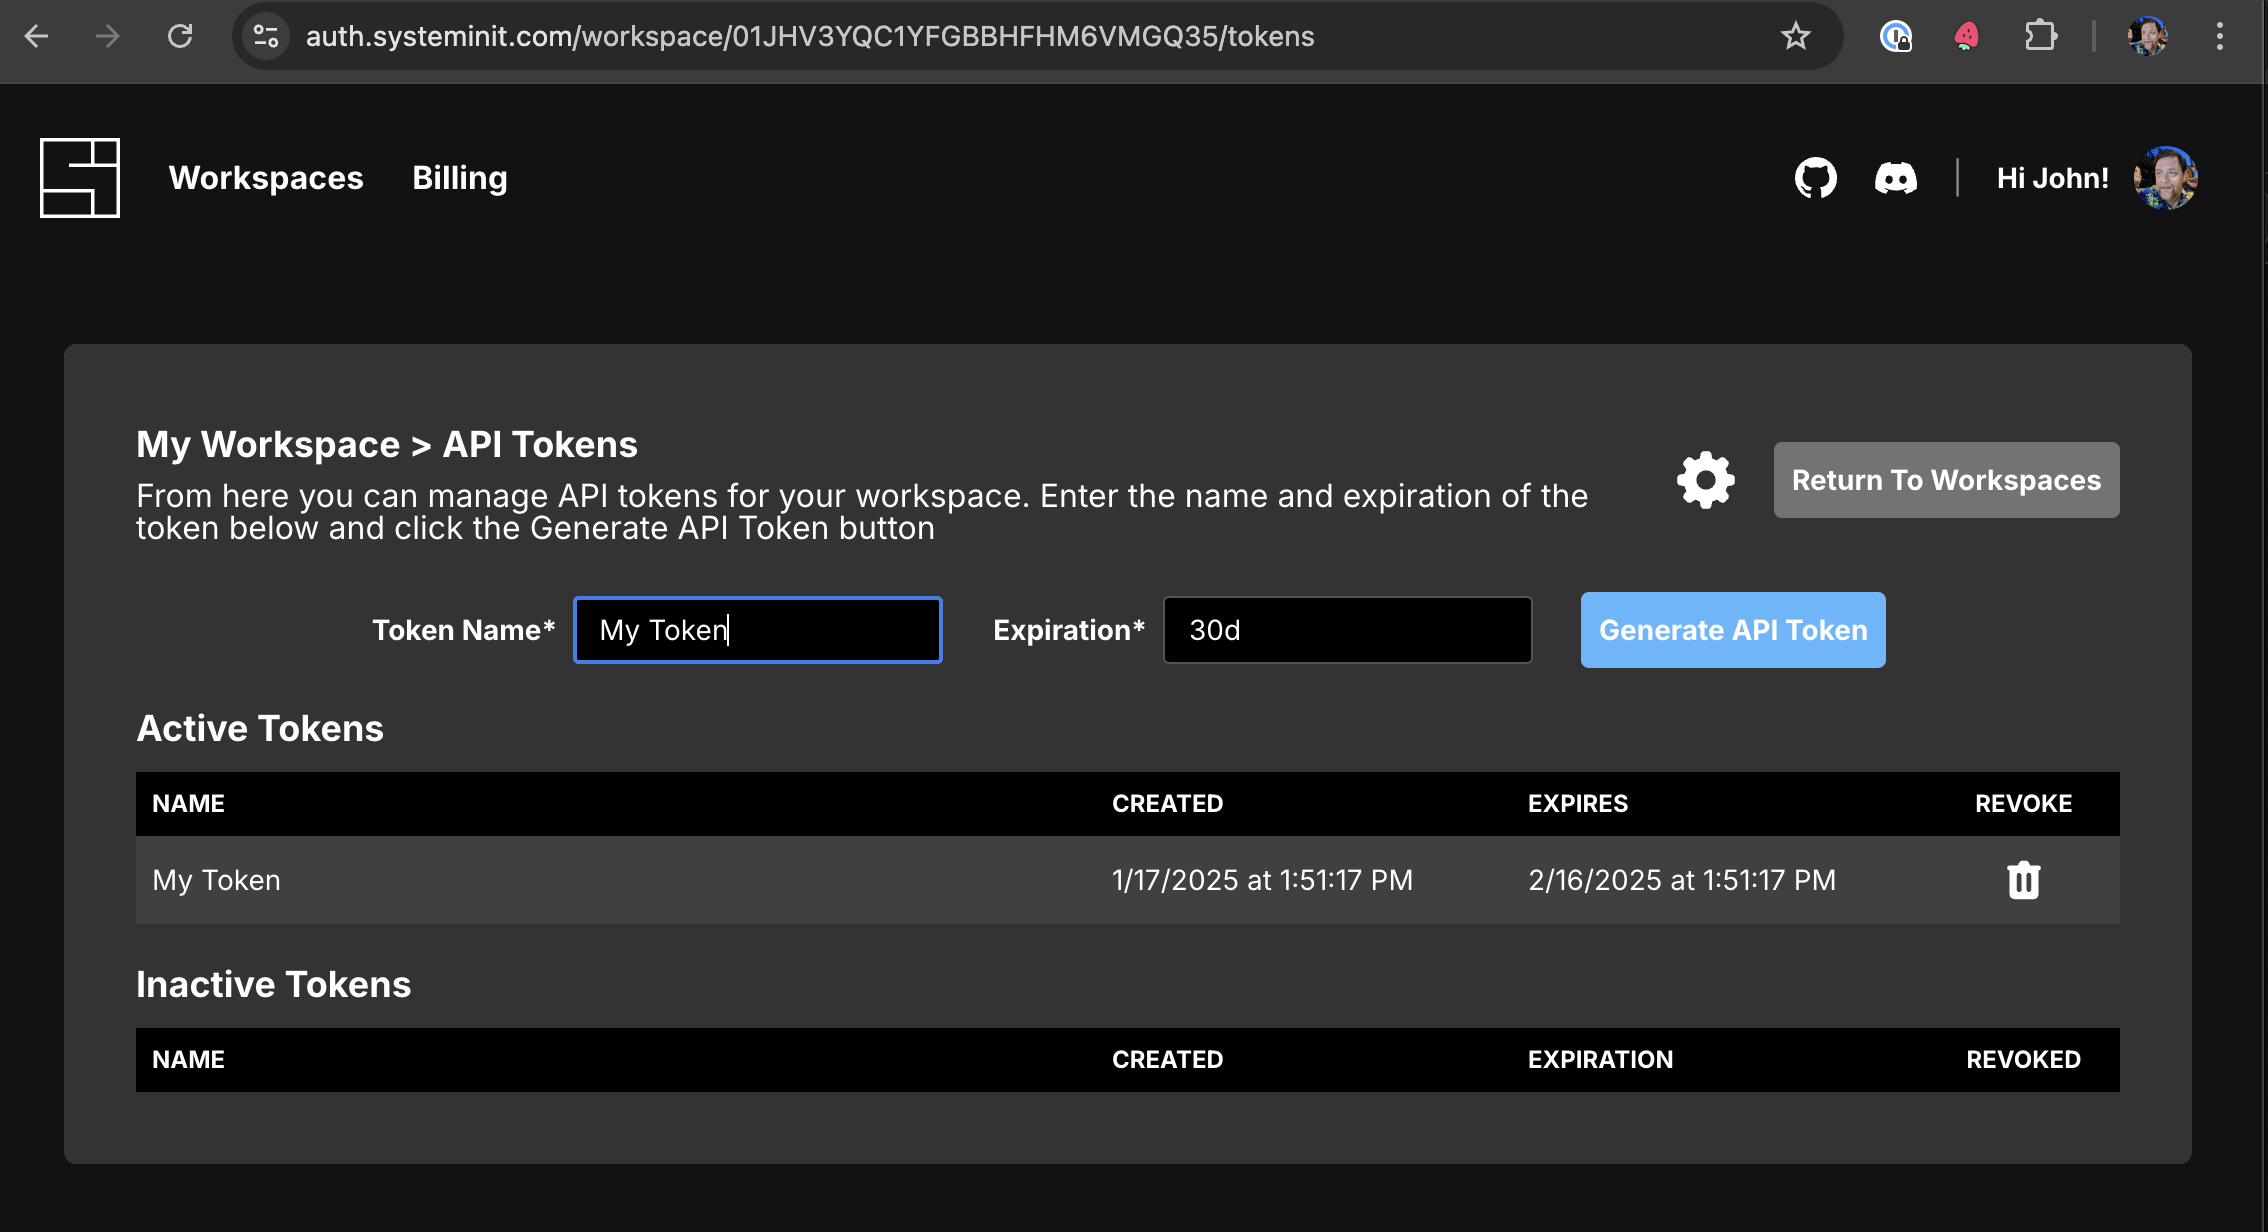 auth.systeminit.com/workspace/01JHV3YQC1YFGBBHFHM6VMGQ35/tokens
Workspaces Billing Hi John!
My Workspace > API Tokens
From here you can manage API tokens for your workspace. Enter the name and expiration of the
token below and click the Generate API Token button
Return To Workspaces
Token Name* My Token Expiration* 30d Generate API Token
Active Tokens
NAME CREATED EXPIRES REVOKE
My Token 1/17/2025 at 1:51:17 PM 2/16/2025 at 1:51:17 PM
Inactive Tokens
NAME CREATED EXPIRATION REVOKED